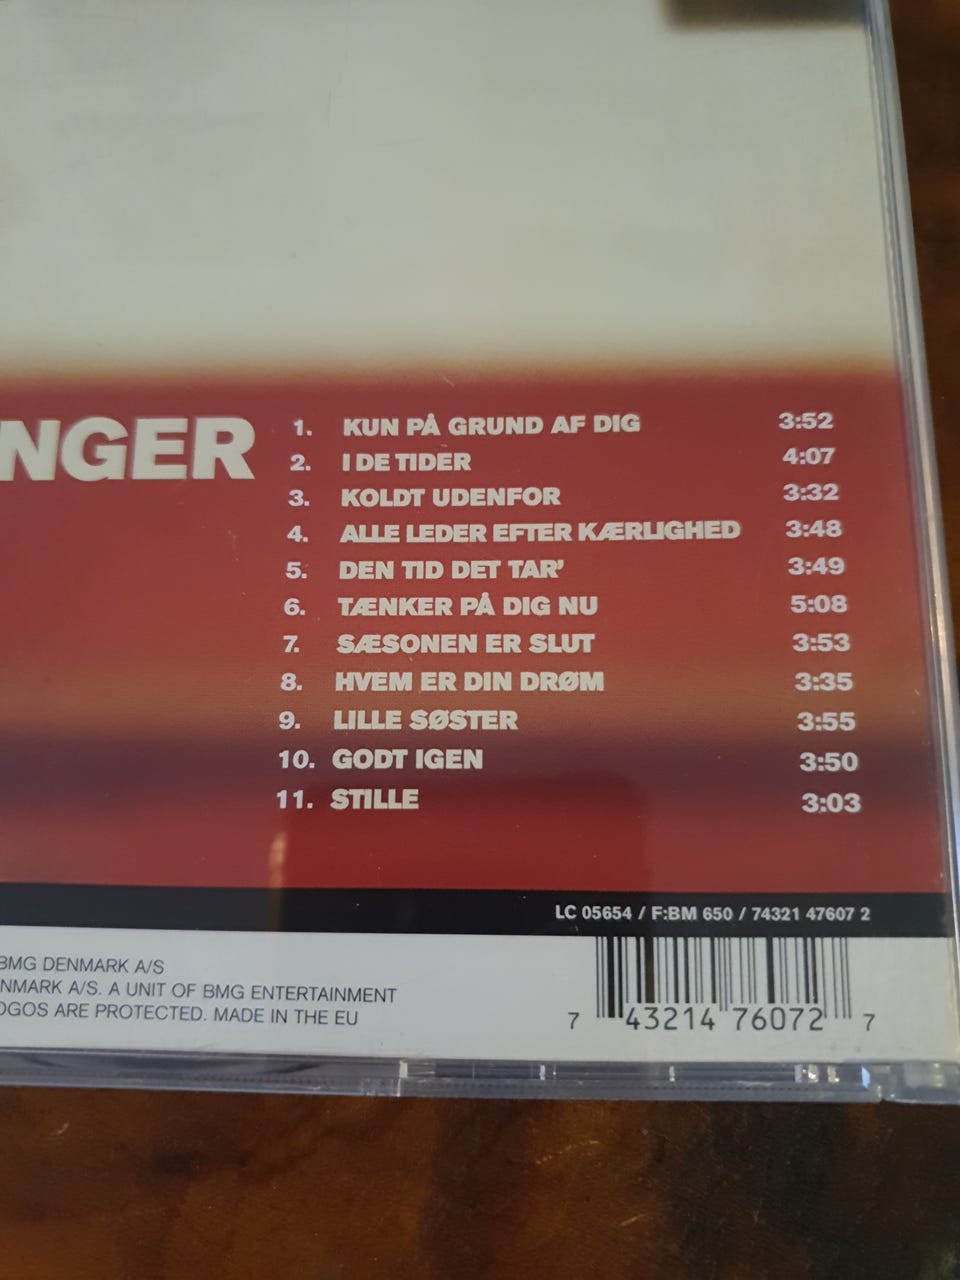 NGER
1. KUN PÅ GRUND AF DIG 3:52
2. I DE TIDER 4:07
3. KOLDT UDENFOR 3:32
4. ALLE LEDER EFTER KÆRLIGHED 3:48
5. DEN TID DET TAR' 3:49
6. TÆNKER PÅ DIG NU 5:08
7. SÆSONEN ER SLUT 3:53
8. HVEM ER DIN DRØM 3:35
9. LILLE SØSTER 3:55
10. GODT IGEN 3:50
11. STILLE 3:03
LC 05654 / F:BM 650 / 74321 47607 2
BMG DENMARK A/S
NMARK A/S. A UNIT OF BMG ENTERTAINMENT
OGOS ARE PROTECTED. MADE IN THE EU
7 43214 76072 7